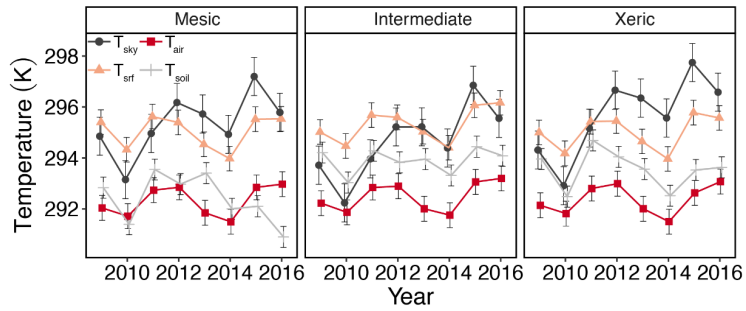 Mesic Intermediate Xeric
Tsky Tair
Tsrf Tsoil
298
296
294
292
Temperature (K)
2010 2012 2014 2016 2010 2012 2014 2016 2010 2012 2014 2016
Year